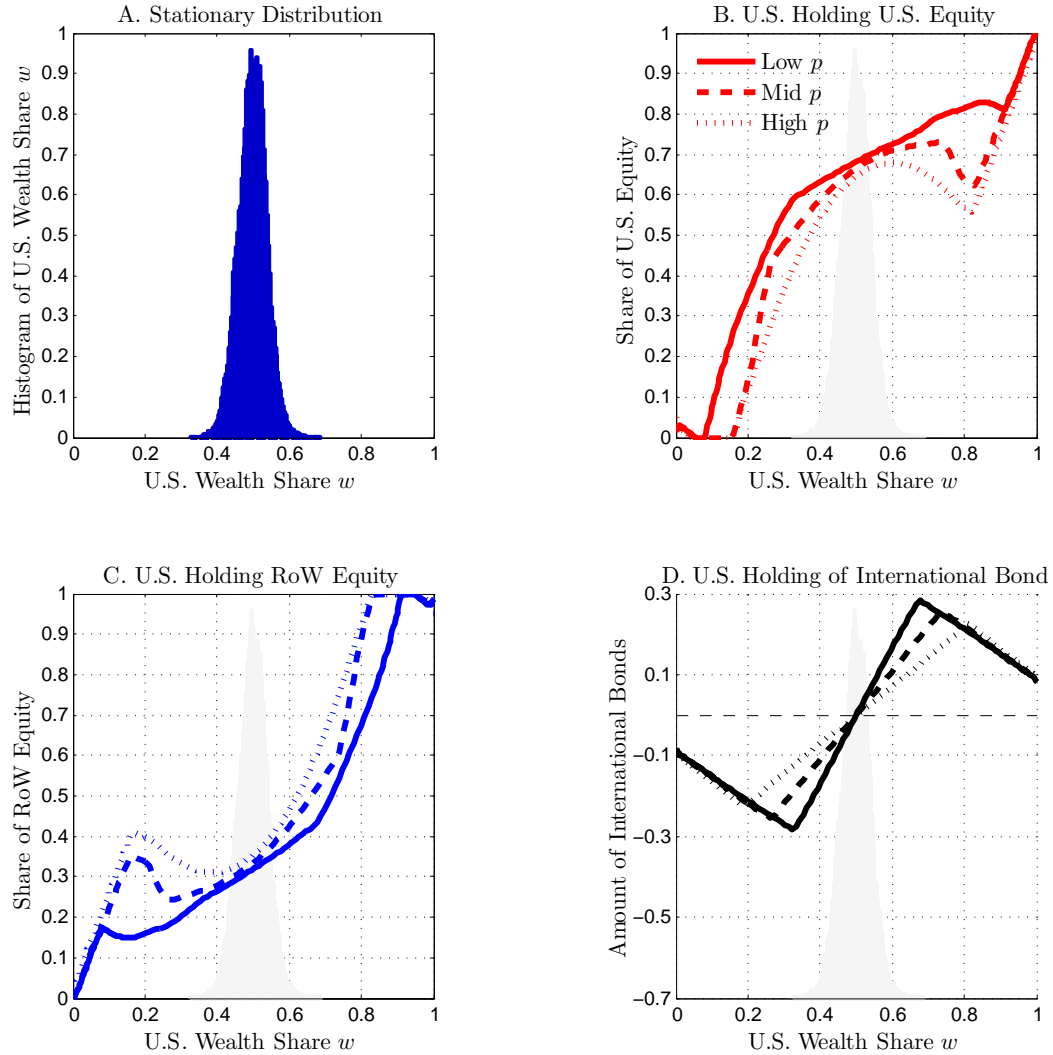 A. Stationary Distribution
Histogram of U.S. Wealth Share w
1
0.9
0.8
0.7
0.6
0.5
0.4
0.3
0.2
0.1
0
0 0.2 0.4 0.6 0.8 1
U.S. Wealth Share w
B. U.S. Holding U.S. Equity
Share of U.S. Equity
1
0.9
0.8
0.7
0.6
0.5
0.4
0.3
0.2
0.1
0
Low p
Mid p
High p
0 0.2 0.4 0.6 0.8 1
U.S. Wealth Share w
C. U.S. Holding RoW Equity
Share of RoW Equity
1
0.9
0.8
0.7
0.6
0.5
0.4
0.3
0.2
0.1
0
0 0.2 0.4 0.6 0.8 1
U.S. Wealth Share w
D. U.S. Holding of International Bond
Amount of International Bonds
0.3
0.1
−0.1
−0.3
−0.5
−0.7
0 0.2 0.4 0.6 0.8 1
U.S. Wealth Share w